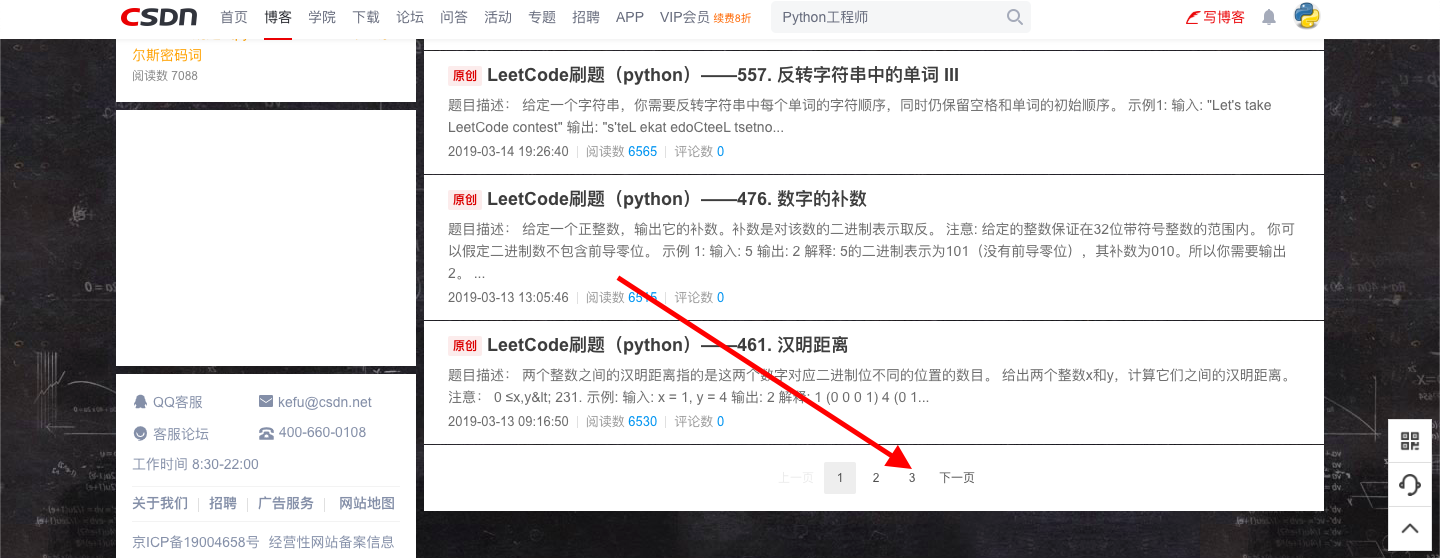 CSDN 首页 博客 学院 下载 论坛 问答 活动 专题 招聘 APP VIP会员 续费8折 Python工程师 写博客
尔斯密码词
阅读数 7088
原创 LeetCode刷题（python）——557. 反转字符串中的单词 III
题目描述： 给定一个字符串，你需要反转字符串中每个单词的字符顺序，同时仍保留空格和单词的初始顺序。 示例1: 输入: "Let's take
LeetCode contest" 输出: "s'teL ekat edoCteeL tsetno...
2019-03-14 19:26:40 阅读数 6565 评论数 0
原创 LeetCode刷题（python）——476. 数字的补数
题目描述： 给定一个正整数，输出它的补数。补数是对该数的二进制表示取反。 注意: 给定的整数保证在32位带符号整数的范围内。 你可
以假定二进制数不包含前导零位。 示例 1: 输入: 5 输出: 2 解释: 5的二进制表示为101（没有前导零位），其补数为010。所以你需要输出
2。 ...
2019-03-13 13:05:46 阅读数 6515 评论数 0
原创 LeetCode刷题（python）——461. 汉明距离
题目描述： 两个整数之间的汉明距离指的是这两个数字对应二进制位不同的位置的数目。 给出两个整数x和y，计算它们之间的汉明距离。
注意： 0 ≤x,y&lt; 231. 示例: 输入: x = 1, y = 4 输出: 2 解释: 1 (0 0 0 1) 4 (0 1...
2019-03-13 09:16:50 阅读数 6530 评论数 0
上一页 1 2 3 下一页
QQ客服 kefu@csdn.net
客服论坛 400-660-0108
工作时间 8:30-22:00
关于我们 招聘 广告服务 网站地图
京ICP备19004658号 经营性网站备案信息